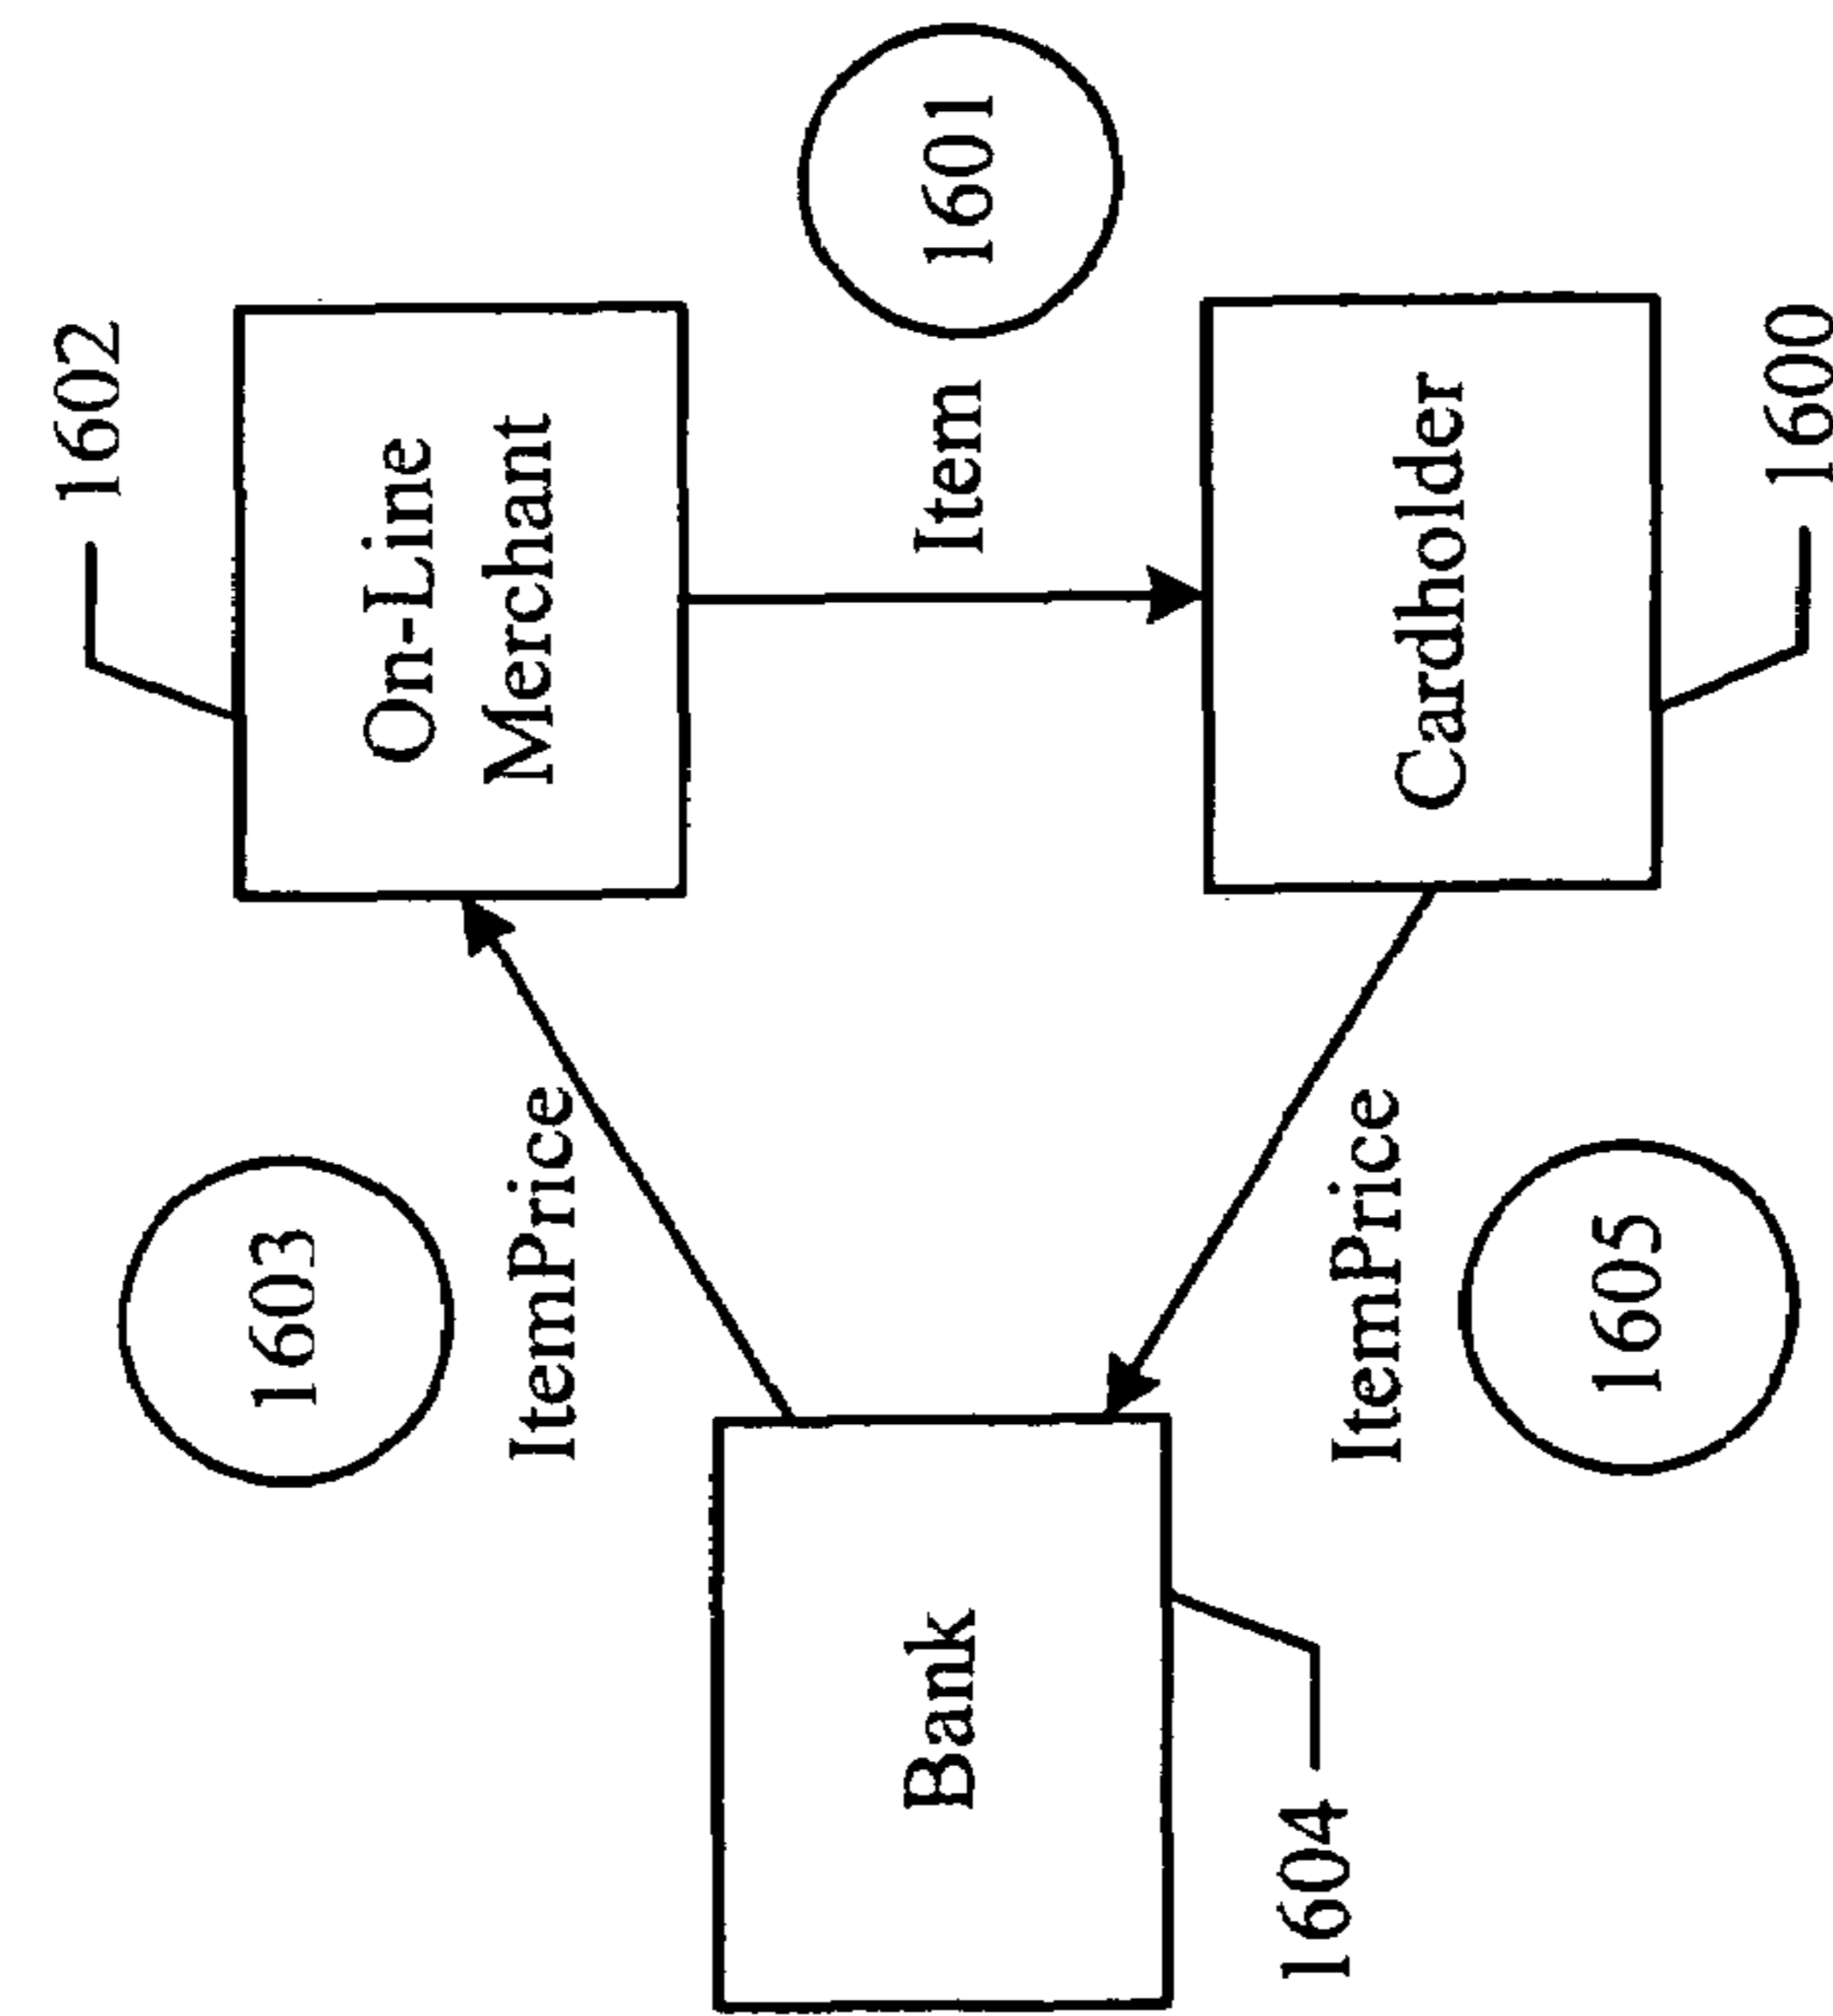 1602
On-Line
Merchant
1601
Item
Cardholder
1600
1603
ItemPrice
ItemPrice
1605
Bank
1604